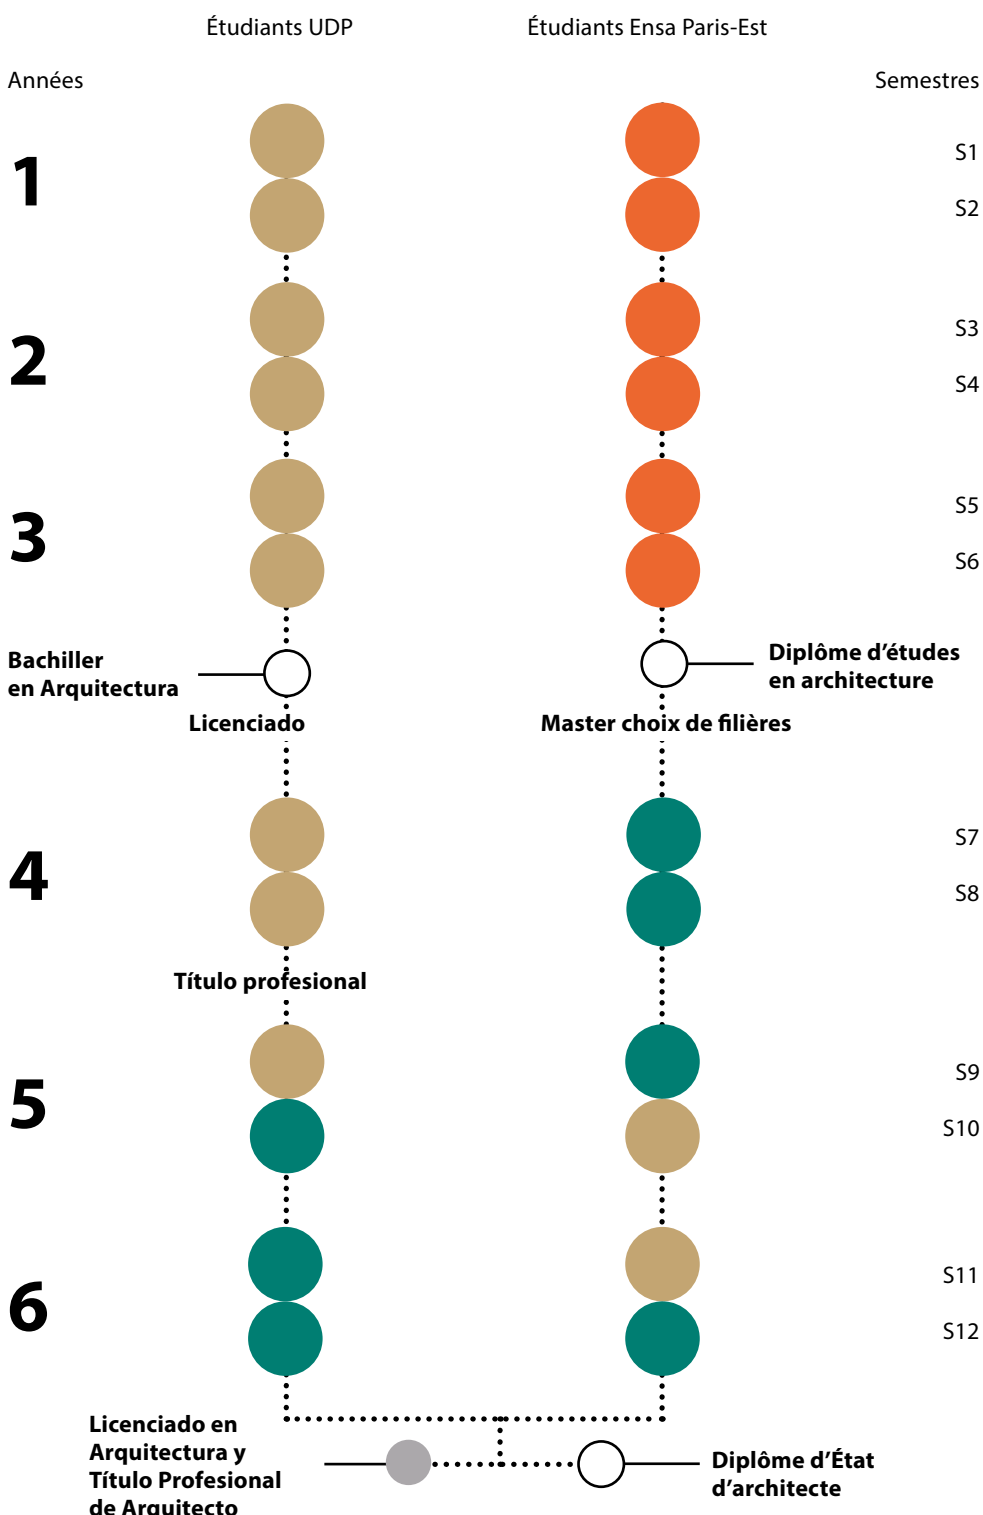 Étudiants UDP
Étudiants Ensa Paris-Est
Années
Semestres
1
S1
S2
2
S3
S4
3
S5
S6
Bachiller
en Arquitectura
Diplôme d'études
en architecture
Licenciado
Master choix de filières
4
S7
S8
Título profesional
5
S9
S10
6
S11
S12
Licenciado en
Arquitectura y
Título Profesional
de Arquitecto
Diplôme d'État
d'architecte